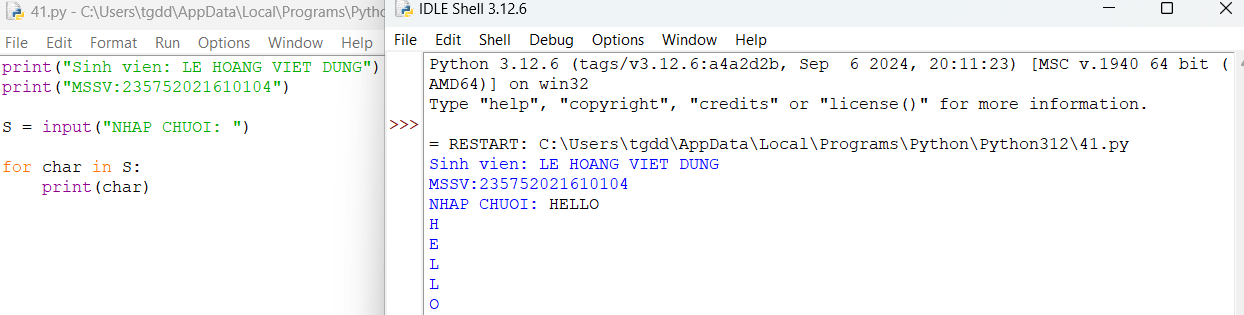 41.py - C:\Users\tgdd\AppData\Local\Programs\Pytho
File Edit Format Run Options Window Help
print("Sinh vien: LE HOANG VIET DUNG")
print("MSSV:235752021610104")
S = input("NHAP CHUOI: ")
for char in S:
    print(char)
IDLE Shell 3.12.6
File Edit Shell Debug Options Window Help
Python 3.12.6 (tags/v3.12.6:a4a2d2b, Sep  6 2024, 20:11:23) [MSC v.1940 64 bit (
AMD64)] on win32
Type "help", "copyright", "credits" or "license()" for more information.
>>>
= RESTART: C:\Users\tgdd\AppData\Local\Programs\Python\Python312\41.py
Sinh vien: LE HOANG VIET DUNG
MSSV:235752021610104
NHAP CHUOI: HELLO
H
E
L
L
O